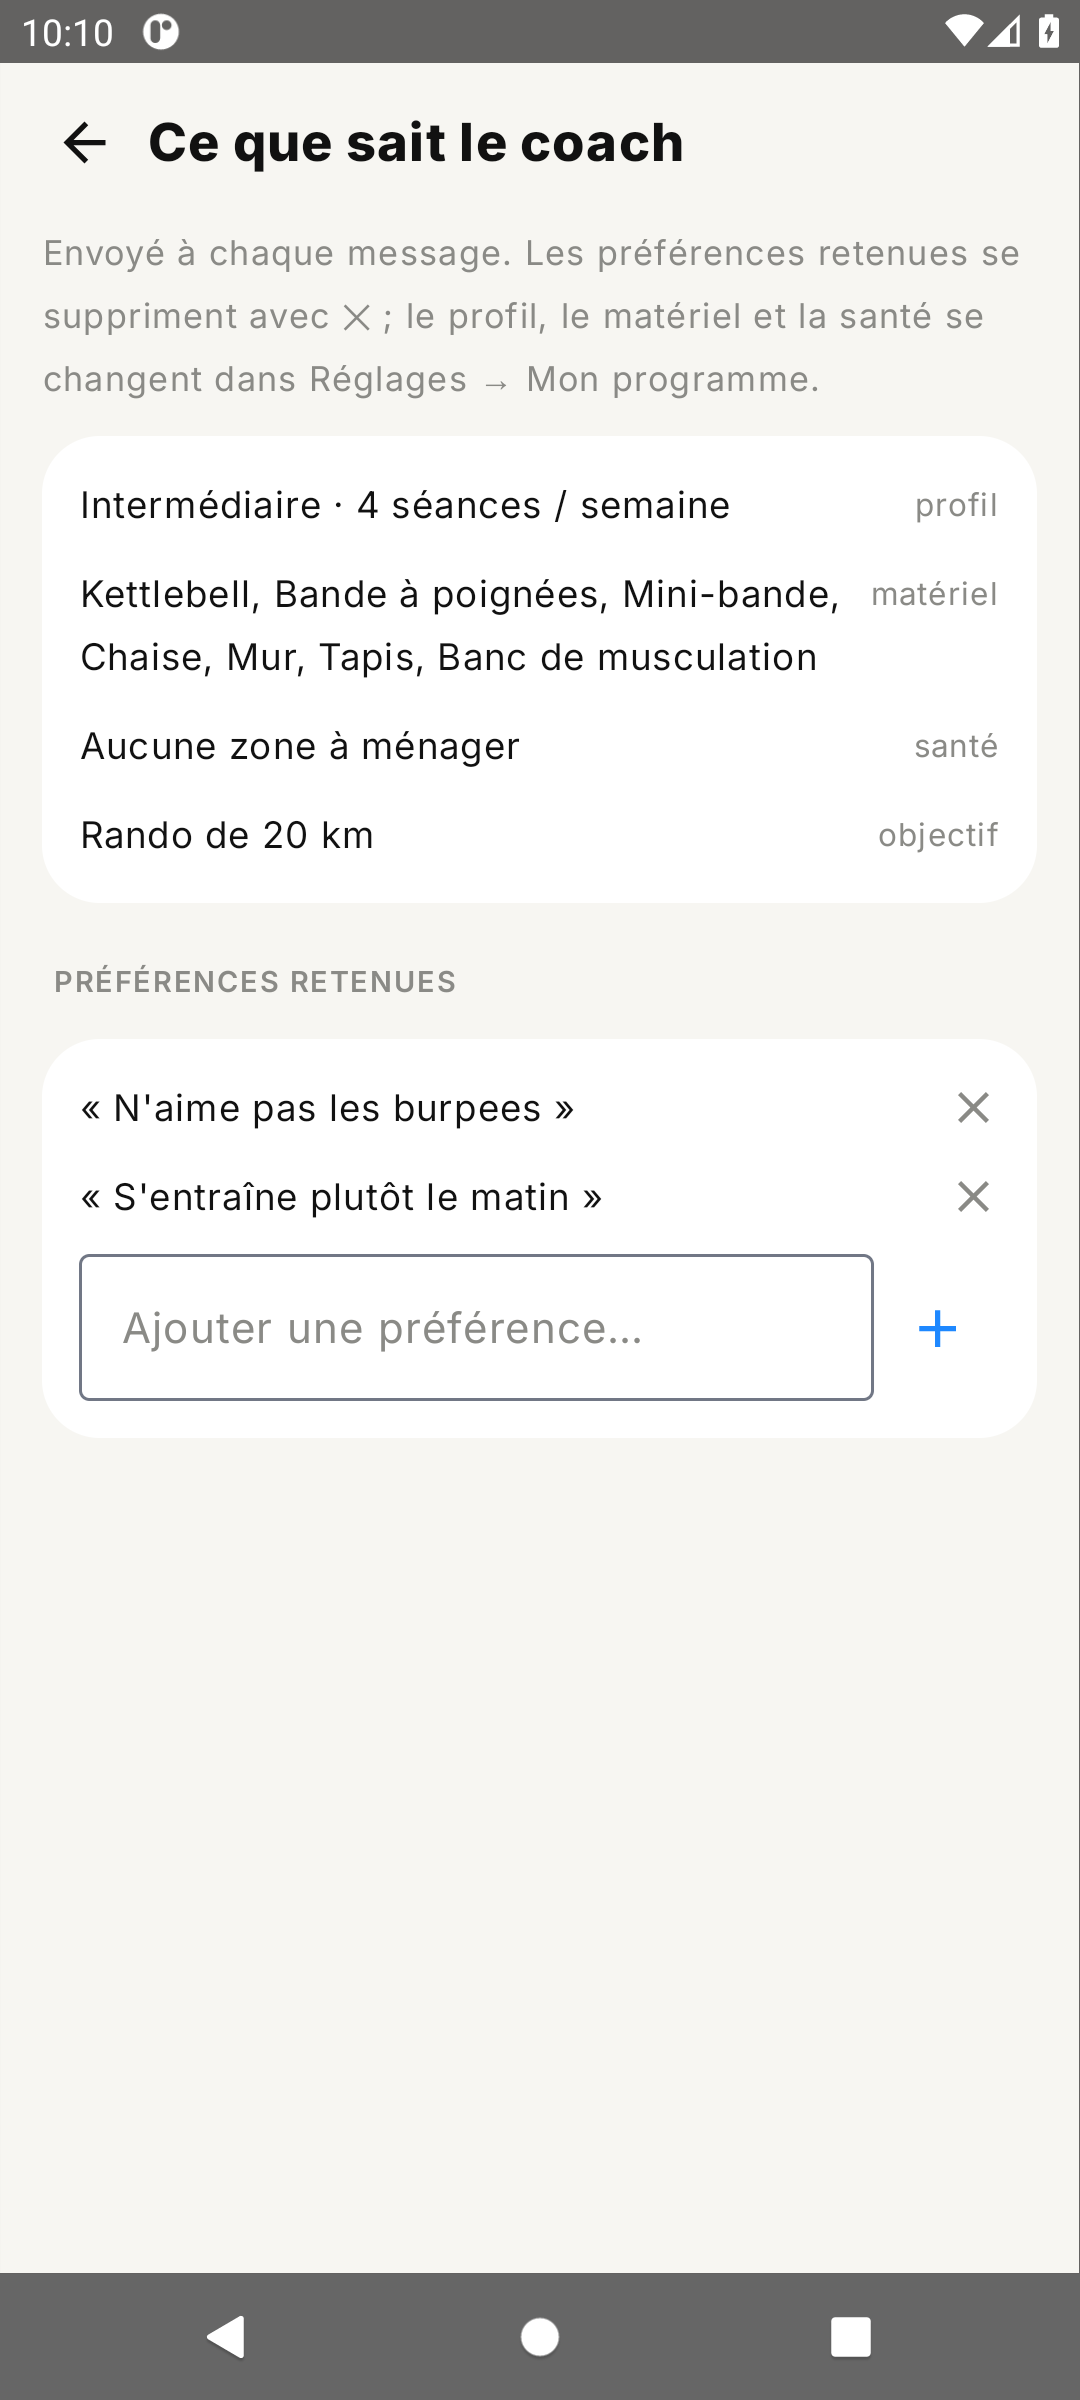 10:10
Ce que sait le coach
Envoyé à chaque message. Les préférences retenues se
suppriment avec ✕ ; le profil, le matériel et la santé se
changent dans Réglages → Mon programme.
Intermédiaire · 4 séances / semaine profil
Kettlebell, Bande à poignées, Mini-bande, matériel
Chaise, Mur, Tapis, Banc de musculation
Aucune zone à ménager santé
Rando de 20 km objectif
PRÉFÉRENCES RETENUES
« N'aime pas les burpees »
« S'entraîne plutôt le matin »
Ajouter une préférence...